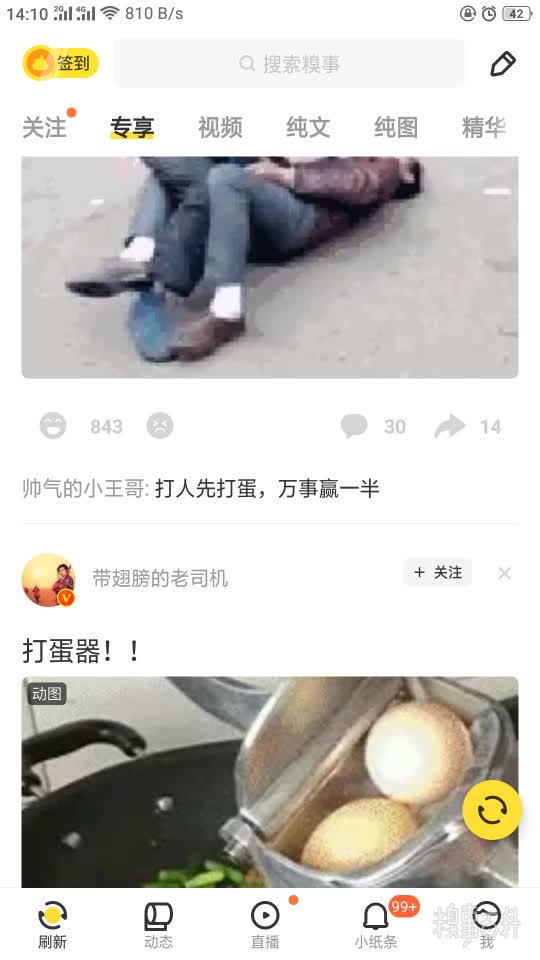 14:10 2G 4G 810 B/s 42
签到 搜索糗事
关注 专享 视频 纯文 纯图 精华
843 30 14
帅气的小王哥: 打人先打蛋，万事赢一半
带翅膀的老司机 + 关注
打蛋器！！
动图
99+
刷新 动态 直播 小纸条 我
糗事百科